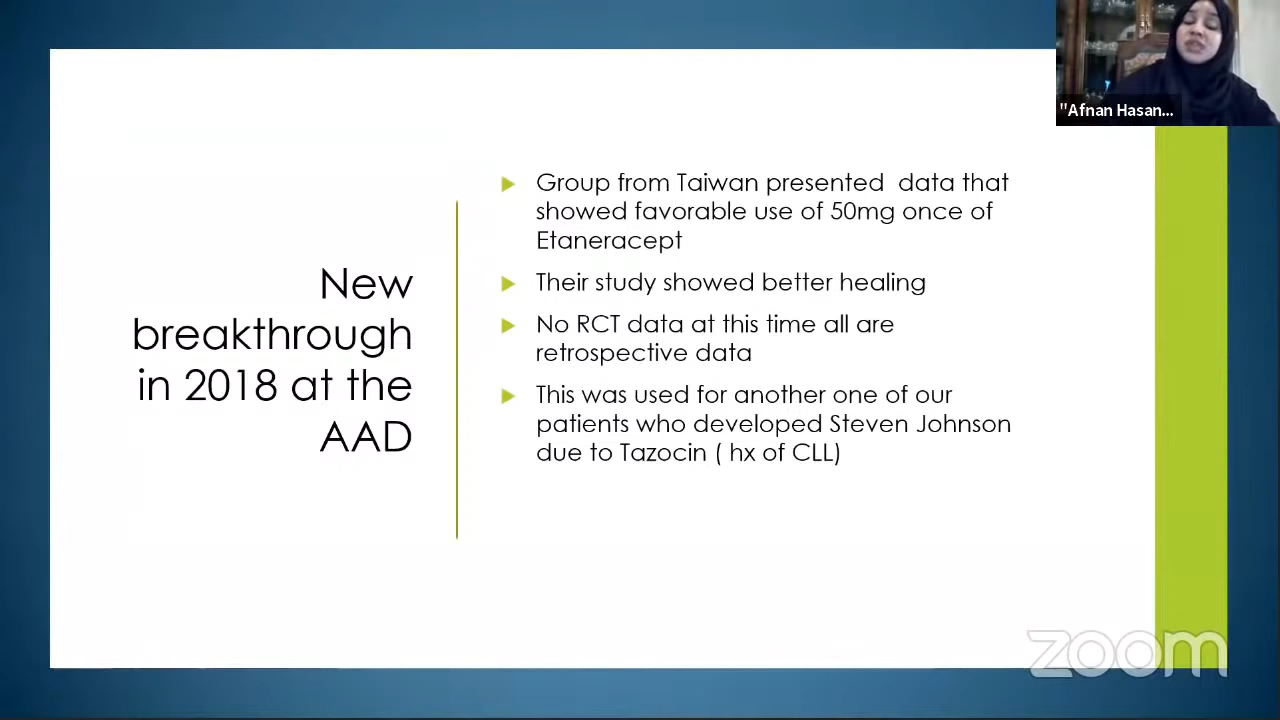 "Afnan Hasan...
New
breakthrough
in 2018 at the
AAD
Group from Taiwan presented data that
showed favorable use of 50mg once of
Etaneracept
Their study showed better healing
No RCT data at this time all are
retrospective data
This was used for another one of our
patients who developed Steven Johnson
due to Tazocin ( hx of CLL)
zoom